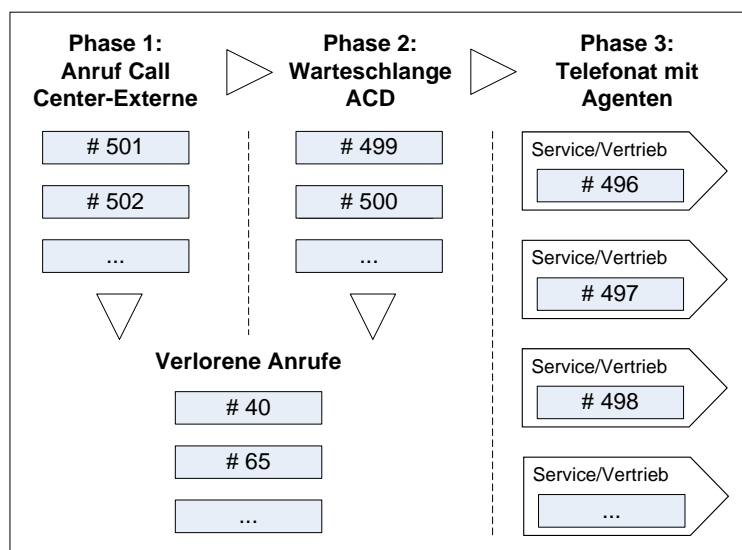 Phase 1:
Anruf Call
Center-Externe
# 501
# 502
...
Phase 2:
Warteschlange
ACD
# 499
# 500
...
Verlorene Anrufe
# 40
# 65
...
Phase 3:
Telefonat mit
Agenten
Service/Vertrieb
# 496
Service/Vertrieb
# 497
Service/Vertrieb
# 498
Service/Vertrieb
...